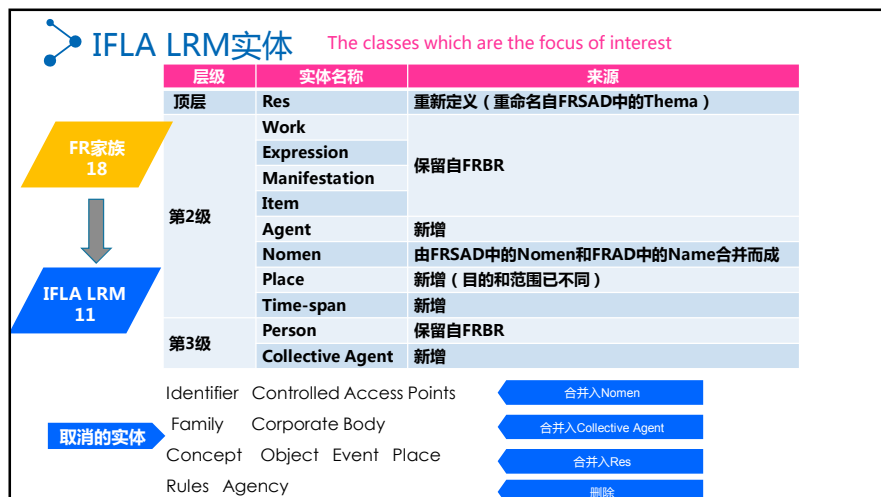 IFLA LRM实体 The classes which are the focus of interest
层级 实体名称 来源
顶层 Res 重新定义（重命名自FRSAD中的Thema）
第2级
Work
Expression
Manifestation
Item
保留自FRBR
Agent 新增
Nomen 由FRSAD中的Nomen和FRAD中的Name合并而成
Place 新增（目的和范围已不同）
Time-span 新增
第3级
Person 保留自FRBR
Collective Agent 新增
FR家族
18
IFLA LRM
11
取消的实体
Identifier Controlled Access Points 合并入Nomen
Family Corporate Body 合并入Collective Agent
Concept Object Event Place 合并入Res
Rules Agency 删除